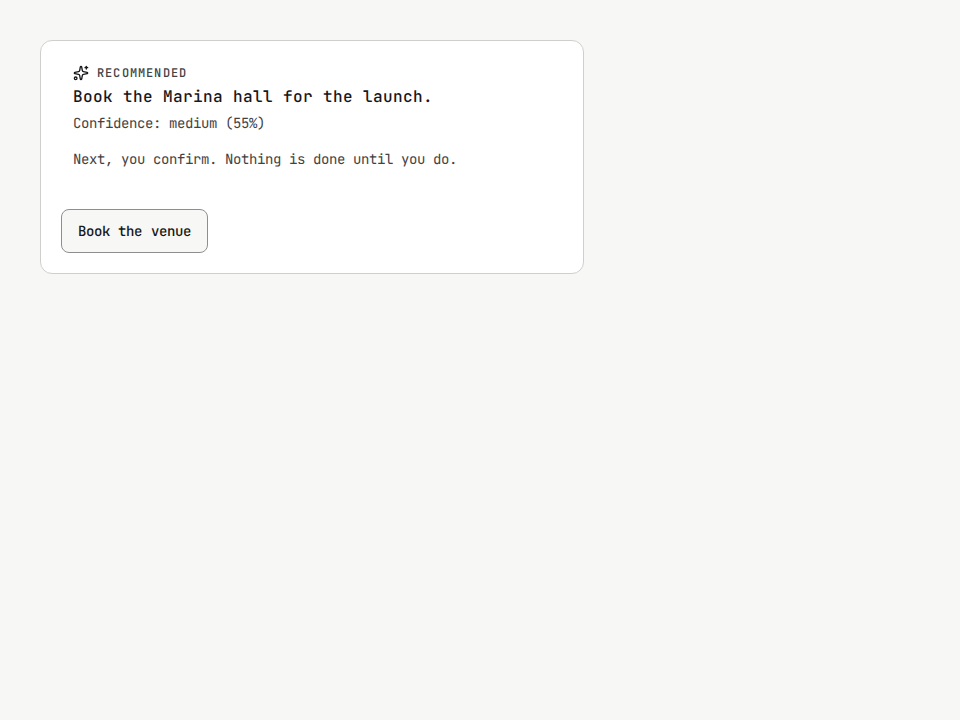 RECOMMENDED
Book the Marina hall for the launch.
Confidence: medium (55%)
Next, you confirm. Nothing is done until you do.
Book the venue